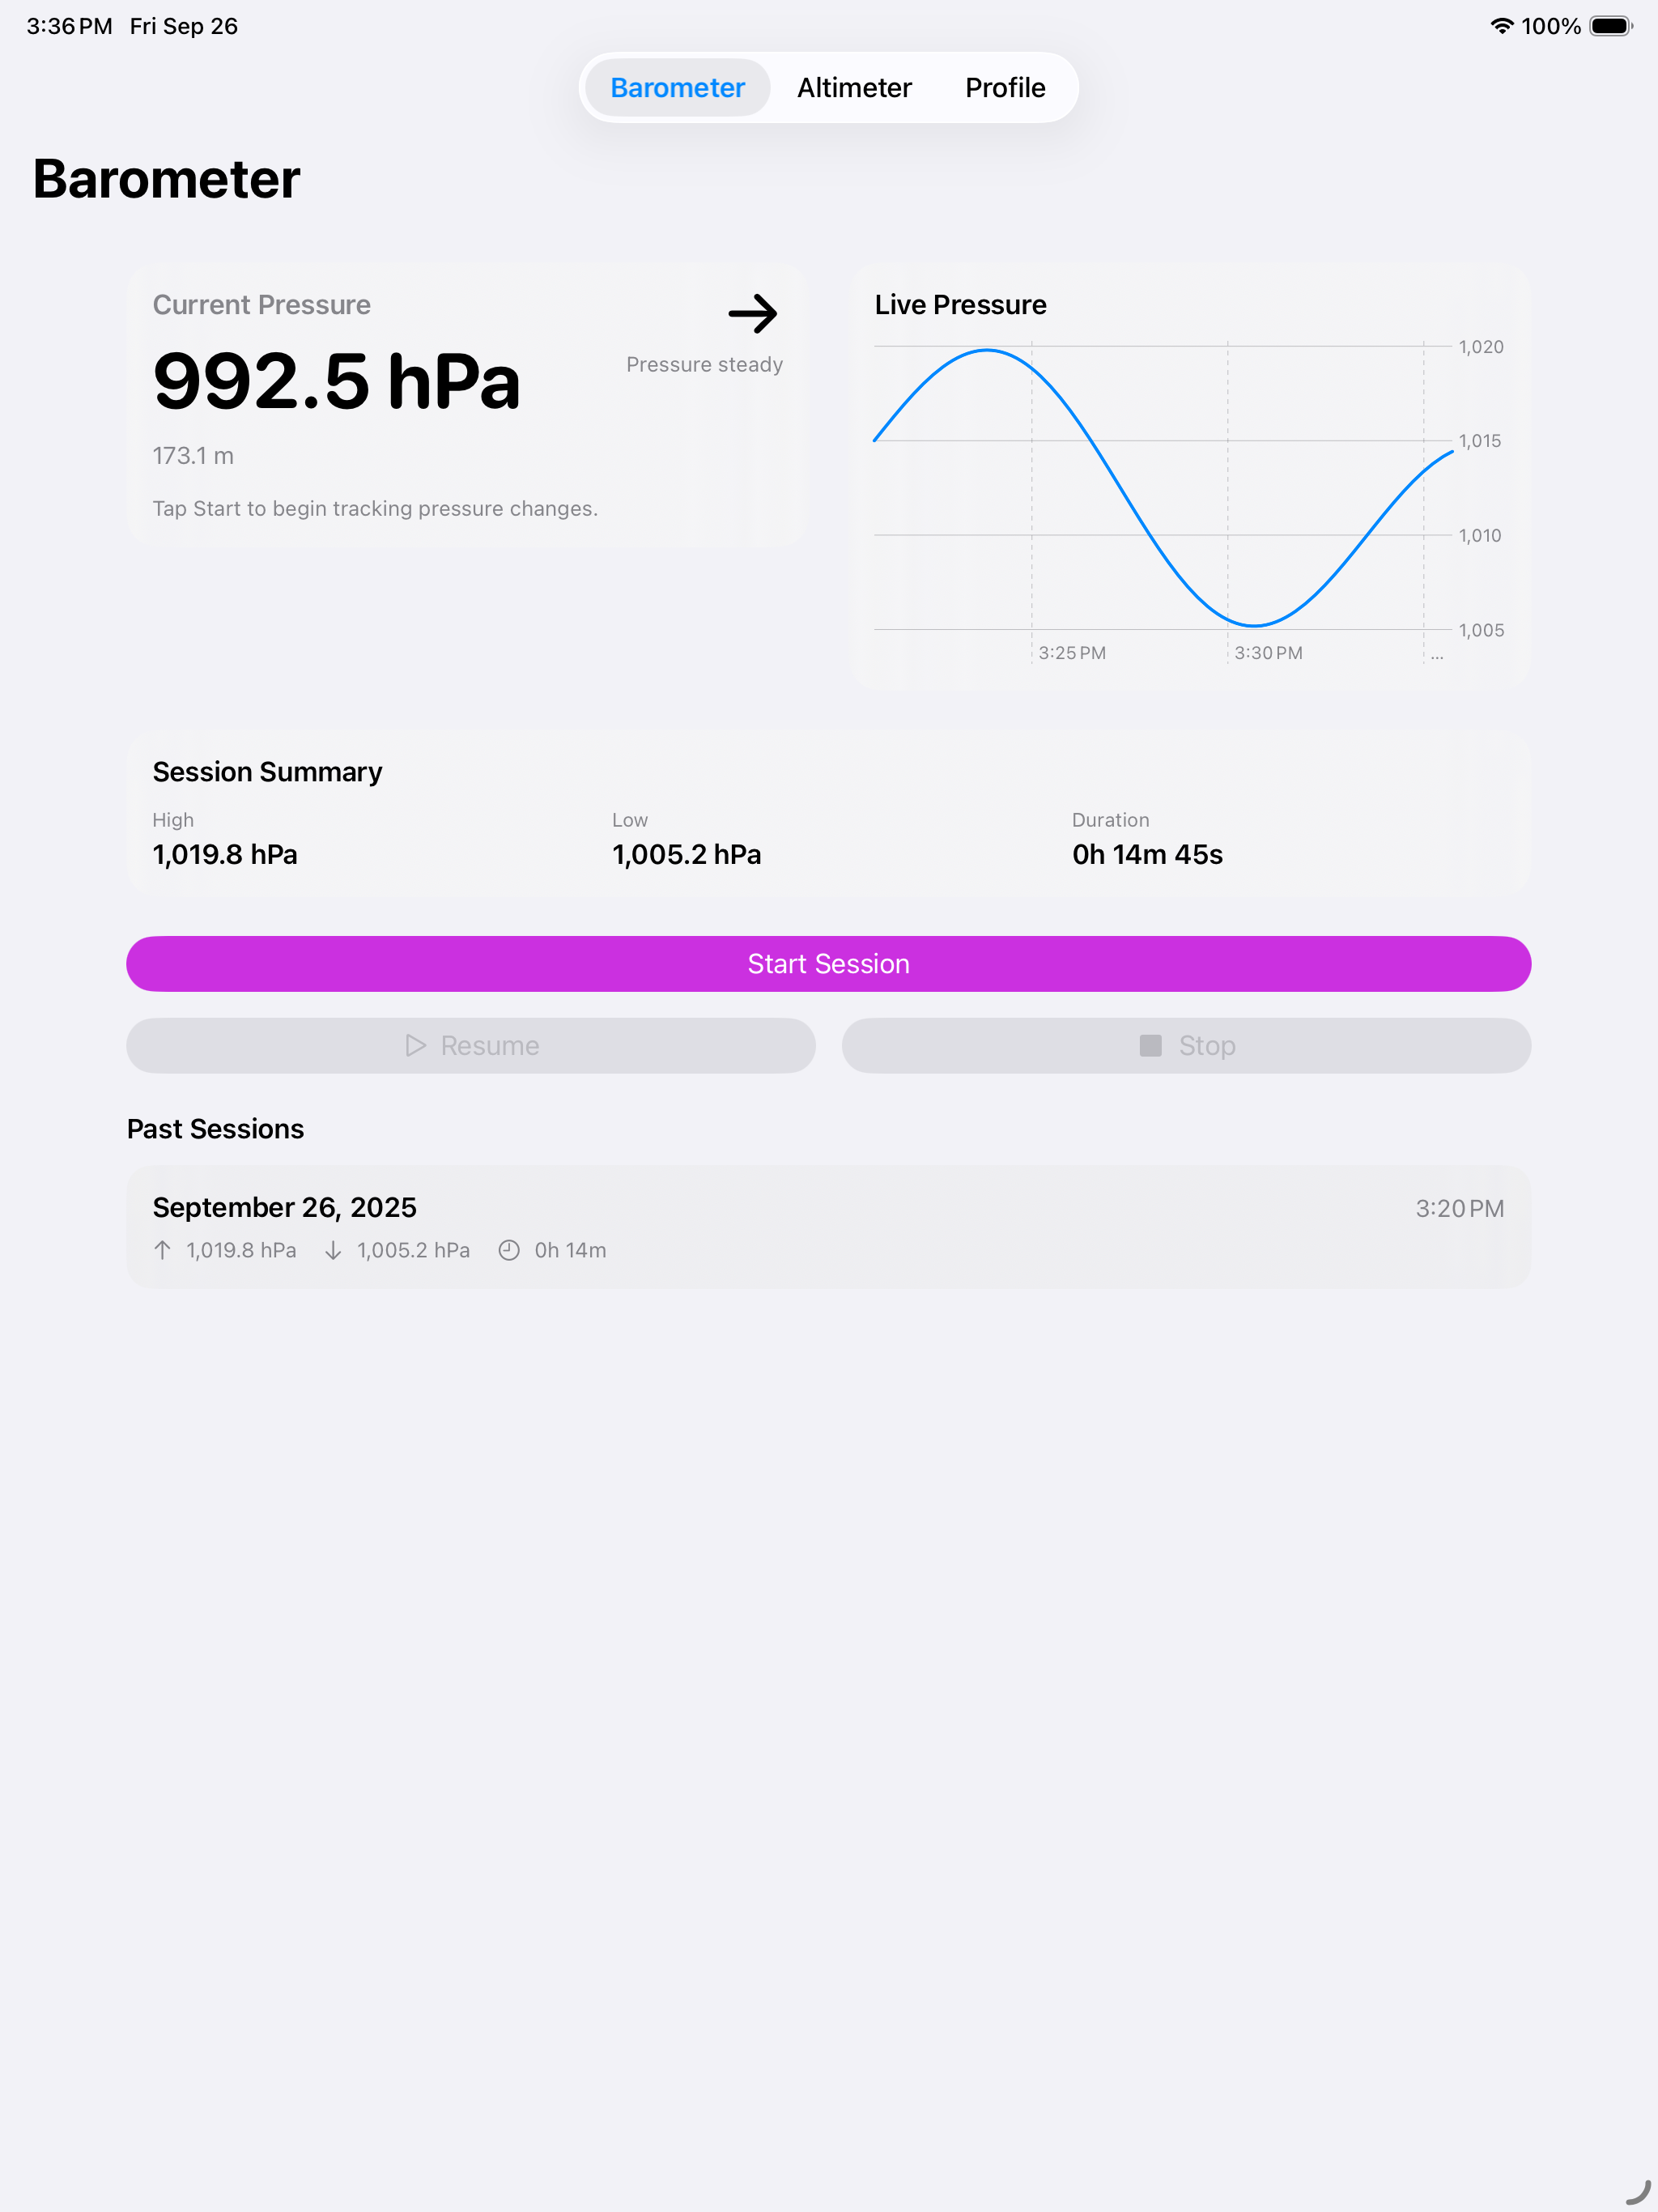 3:36 PM Fri Sep 26 100%
Barometer Altimeter Profile
Barometer
Current Pressure
992.5 hPa
Pressure steady
173.1 m
Tap Start to begin tracking pressure changes.
Live Pressure
1,020
1,015
1,010
1,005
3:25 PM 3:30 PM ...
Session Summary
High Low Duration
1,019.8 hPa 1,005.2 hPa 0h 14m 45s
Start Session
Resume Stop
Past Sessions
September 26, 2025 3:20 PM
1,019.8 hPa 1,005.2 hPa 0h 14m